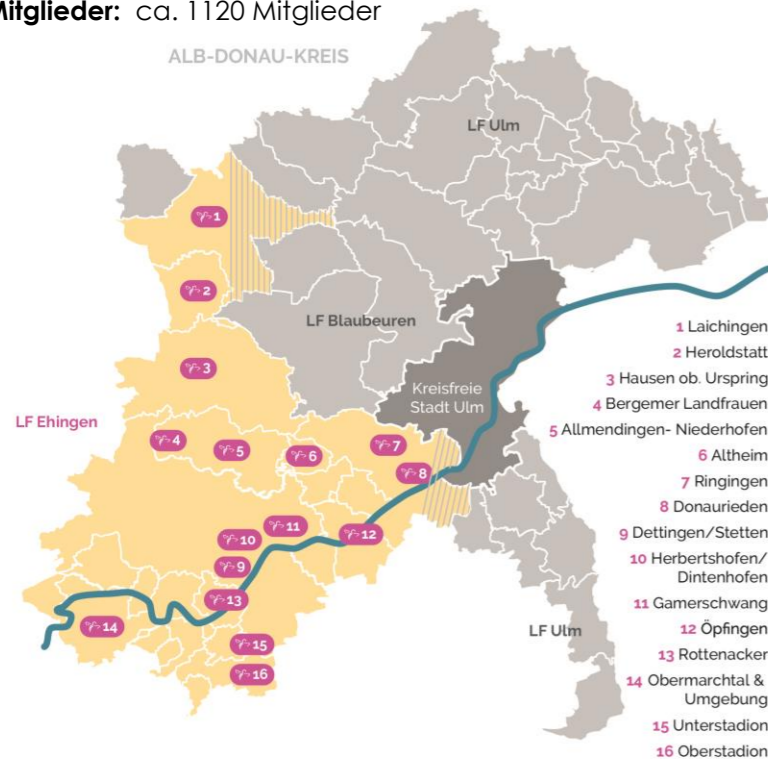 Mitglieder: ca. 1120 Mitglieder
ALB-DONAU-KREIS
LF Ulm
1
2
LF Blaubeuren
3
Kreisfreie
Stadt Ulm
LF Ehingen
4
5
6
7
8
9
10
11
12
13
14
15
16
LF Ulm
1 Laichingen
2 Heroldstatt
3 Hausen ob. Urspring
4 Bergemer Landfrauen
5 Allmendingen- Niederhofen
6 Altheim
7 Ringingen
8 Donaurieden
9 Dettingen/Stetten
10 Herbertshofen/
Dintenhofen
11 Gamerschwang
12 Öpfingen
13 Rottenacker
14 Obermarchtal &
Umgebung
15 Unterstadion
16 Oberstadion